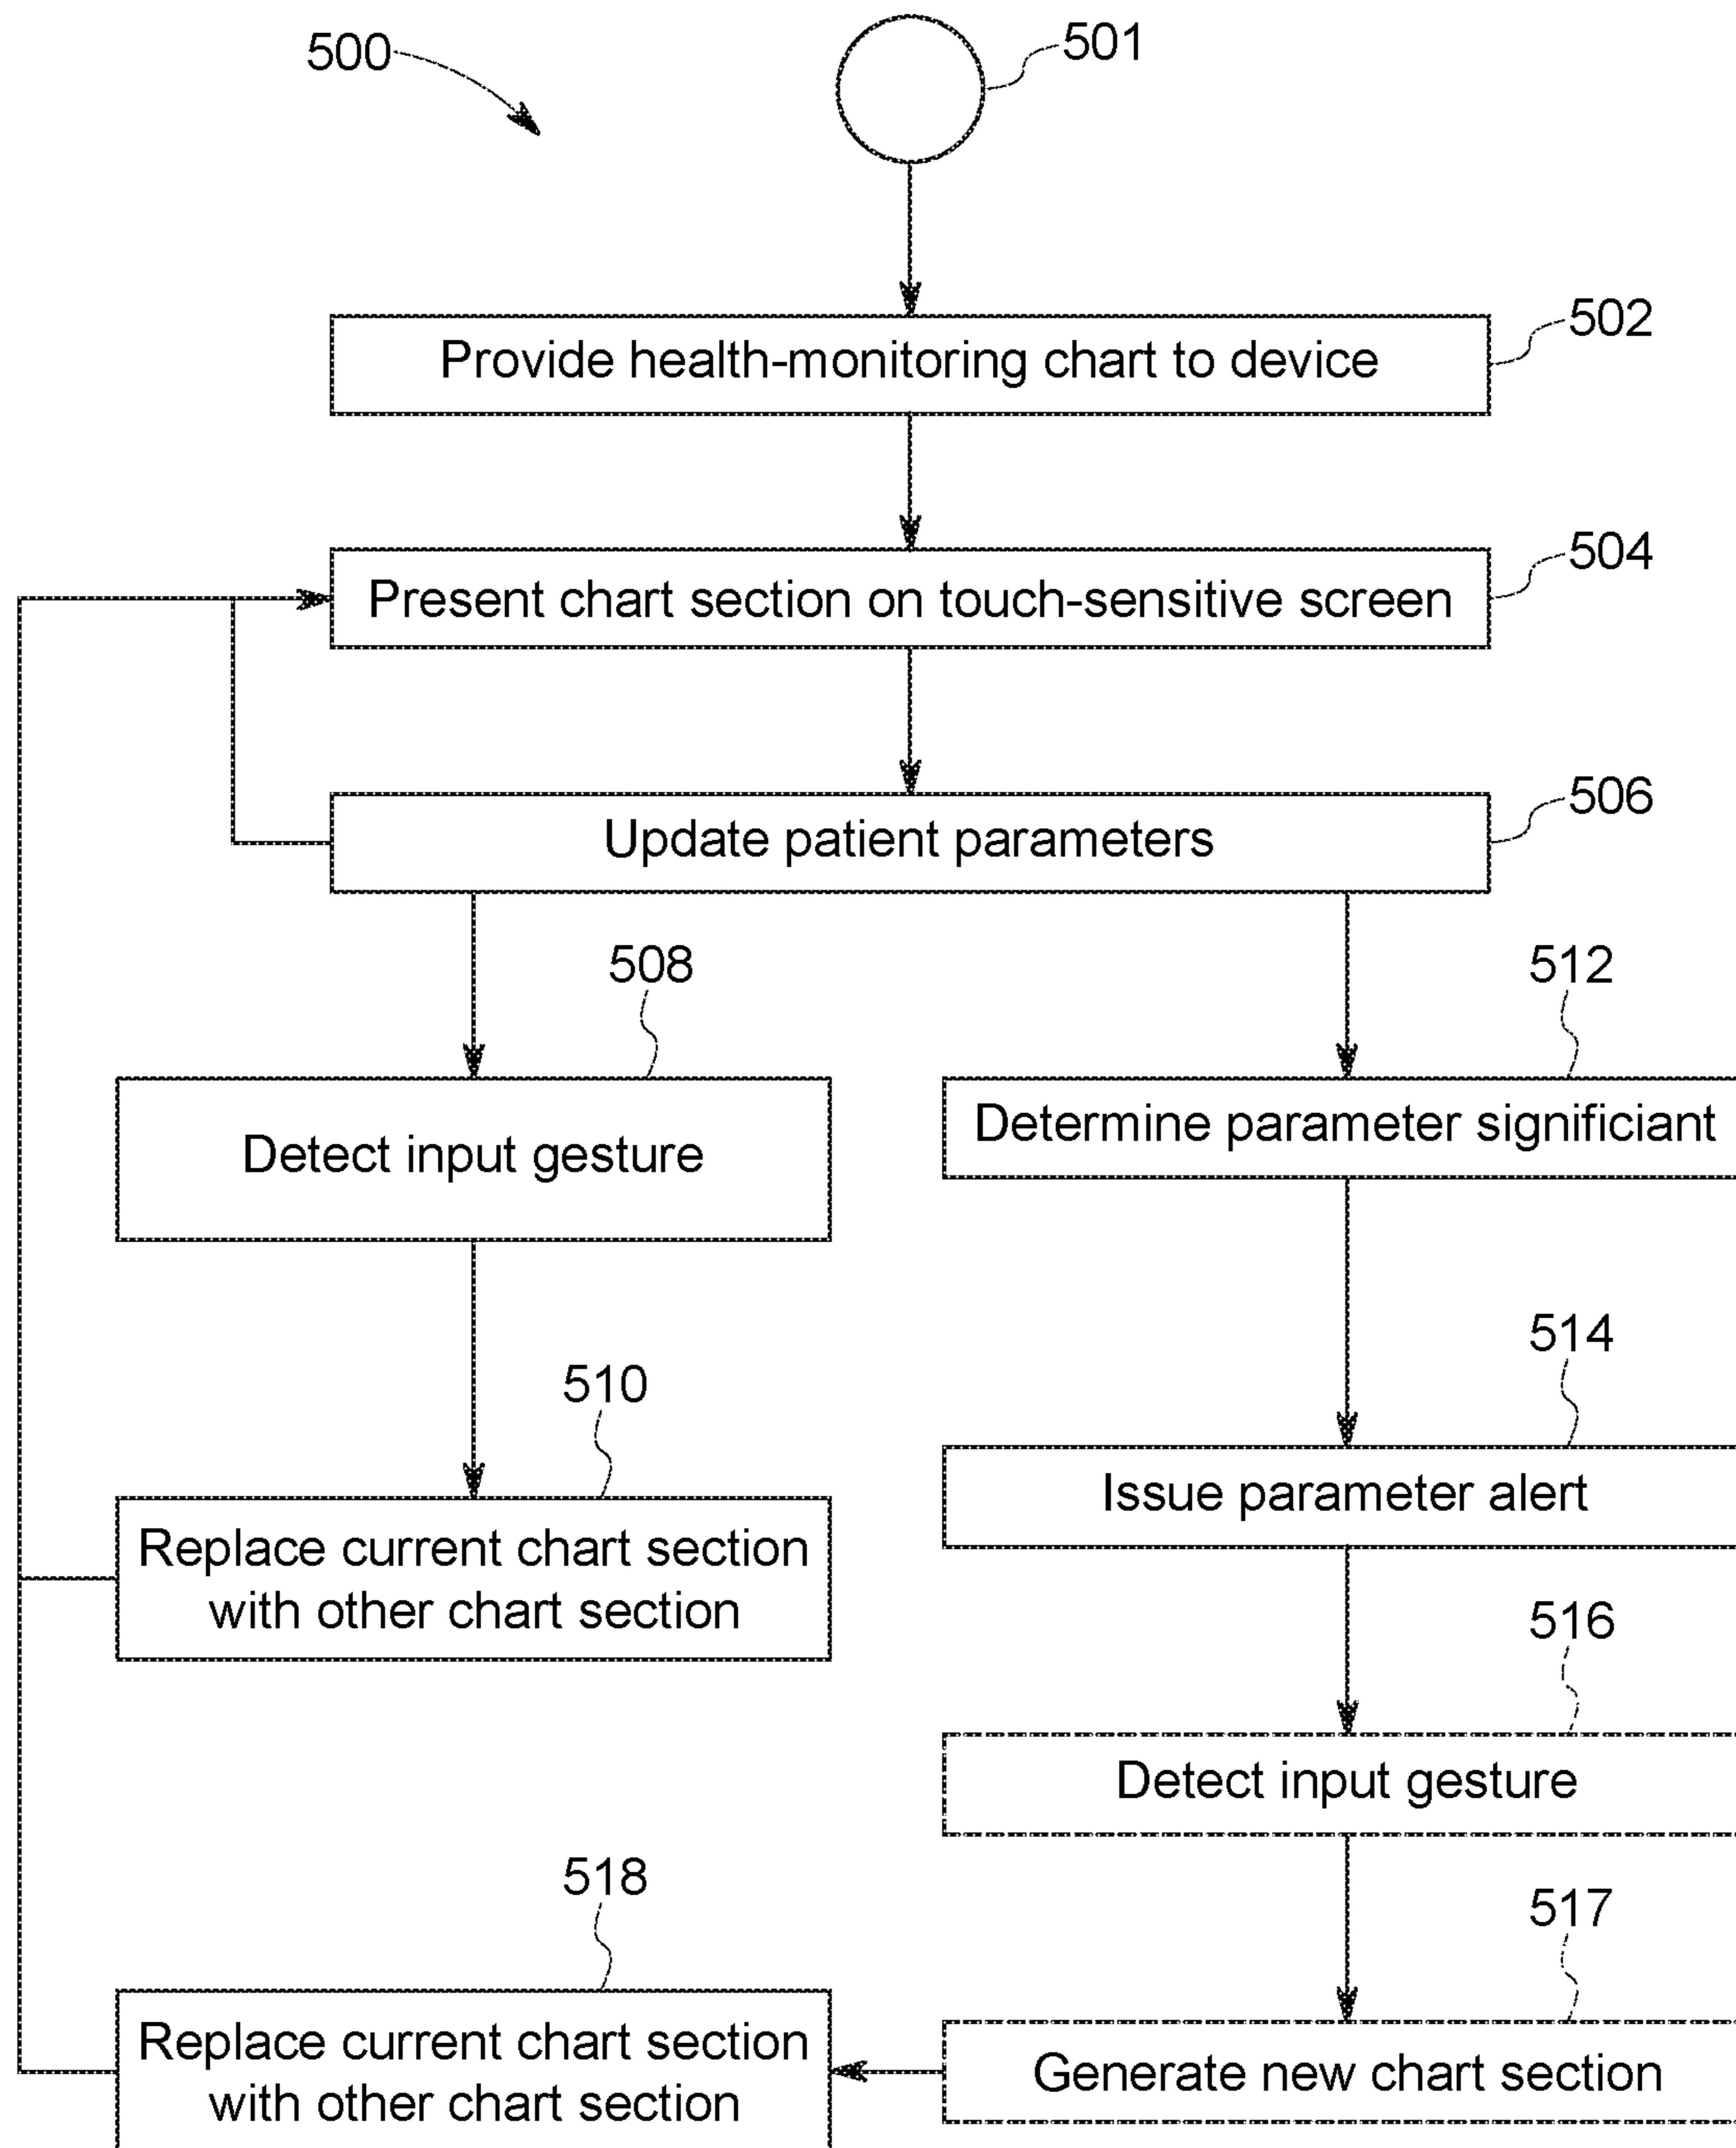 500
501
Provide health-monitoring chart to device
502
Present chart section on touch-sensitive screen
504
Update patient parameters
506
508
512
Detect input gesture
Determine parameter significiant
510
514
Replace current chart section
with other chart section
Issue parameter alert
516
Detect input gesture
518
517
Replace current chart section
with other chart section
Generate new chart section